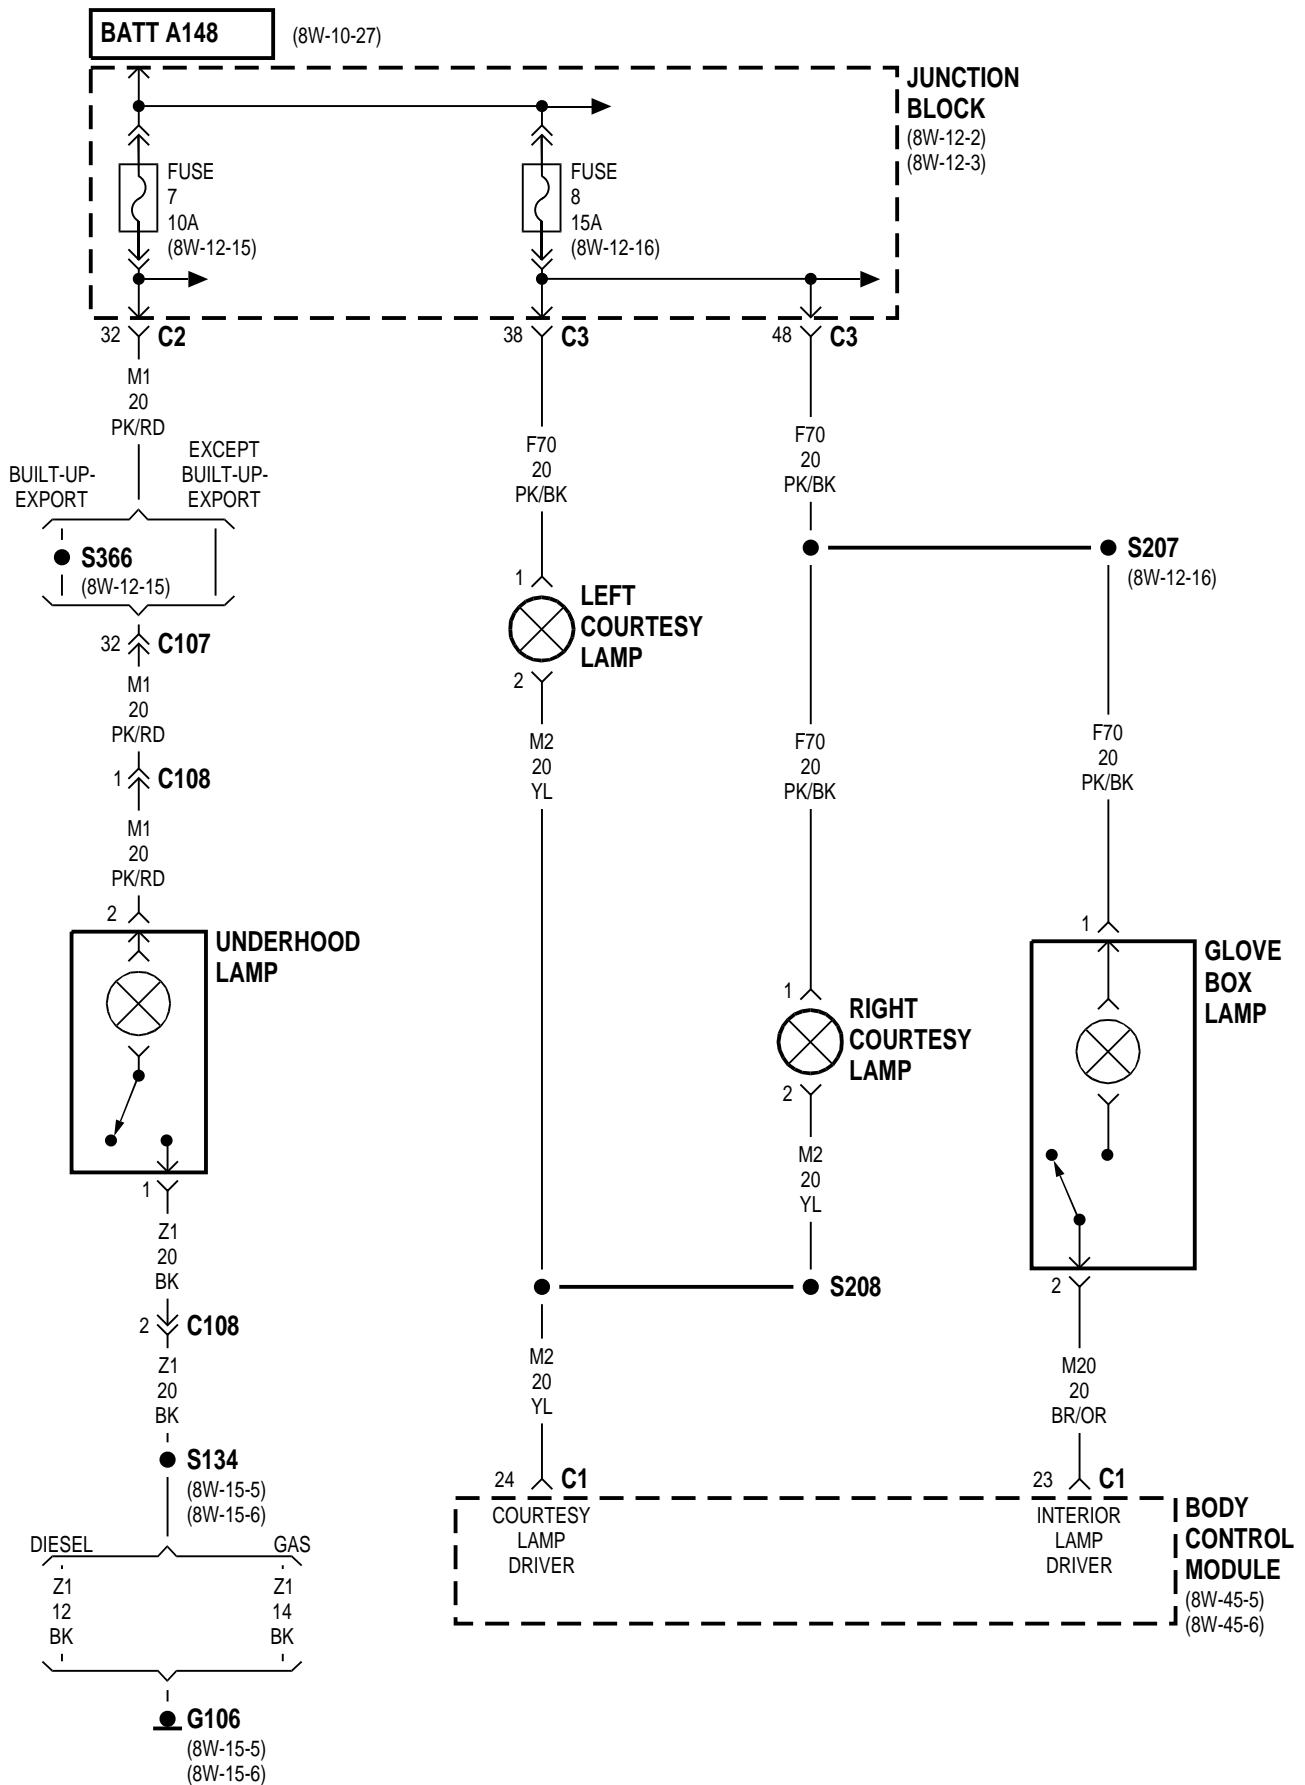 BATT A148
(8W-10-27)
JUNCTION
BLOCK
(8W-12-2)
(8W-12-3)
FUSE
7
10A
(8W-12-15)
FUSE
8
15A
(8W-12-16)
32
C2
38
C3
48
C3
M1
20
PK/RD
BUILT-UP-
EXPORT
EXCEPT
BUILT-UP-
EXPORT
S366
(8W-12-15)
32
C107
M1
20
PK/RD
1
C108
M1
20
PK/RD
2
UNDERHOOD
LAMP
1
Z1
20
BK
2
C108
Z1
20
BK
S134
(8W-15-5)
(8W-15-6)
DIESEL
GAS
Z1
12
BK
Z1
14
BK
G106
(8W-15-5)
(8W-15-6)
F70
20
PK/BK
1
LEFT
COURTESY
LAMP
2
M2
20
YL
F70
20
PK/BK
S207
(8W-12-16)
F70
20
PK/BK
1
RIGHT
COURTESY
LAMP
2
M2
20
YL
S208
M2
20
YL
24
C1
COURTESY
LAMP
DRIVER
F70
20
PK/BK
1
GLOVE
BOX
LAMP
2
M20
20
BR/OR
23
C1
INTERIOR
LAMP
DRIVER
BODY
CONTROL
MODULE
(8W-45-5)
(8W-45-6)